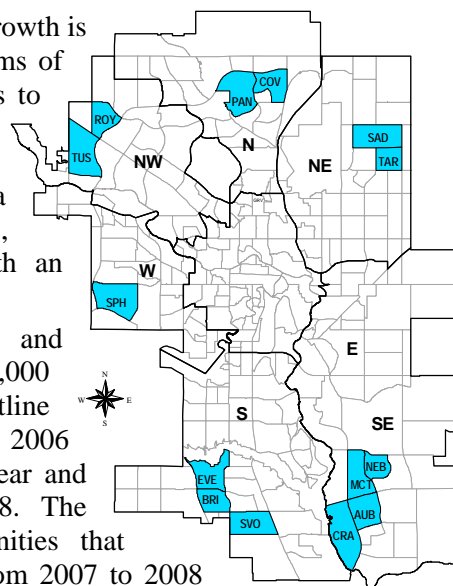 rowth is
ms of
s to
a
,
th an
and
,000
tline
2006
ear and
8. The
nities that
om 2007 to 2008
COV
PAN
ROY
N
SAD
TUS
NW
NE
TAR
W
SPH
E
N
W E
S
S
SE
EVE
NEB
BRI
MCT
AUB
SVO
CRA